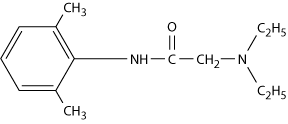 CH₃
O
C₂H₅
NH C CH₂ N
C₂H₅
CH₃